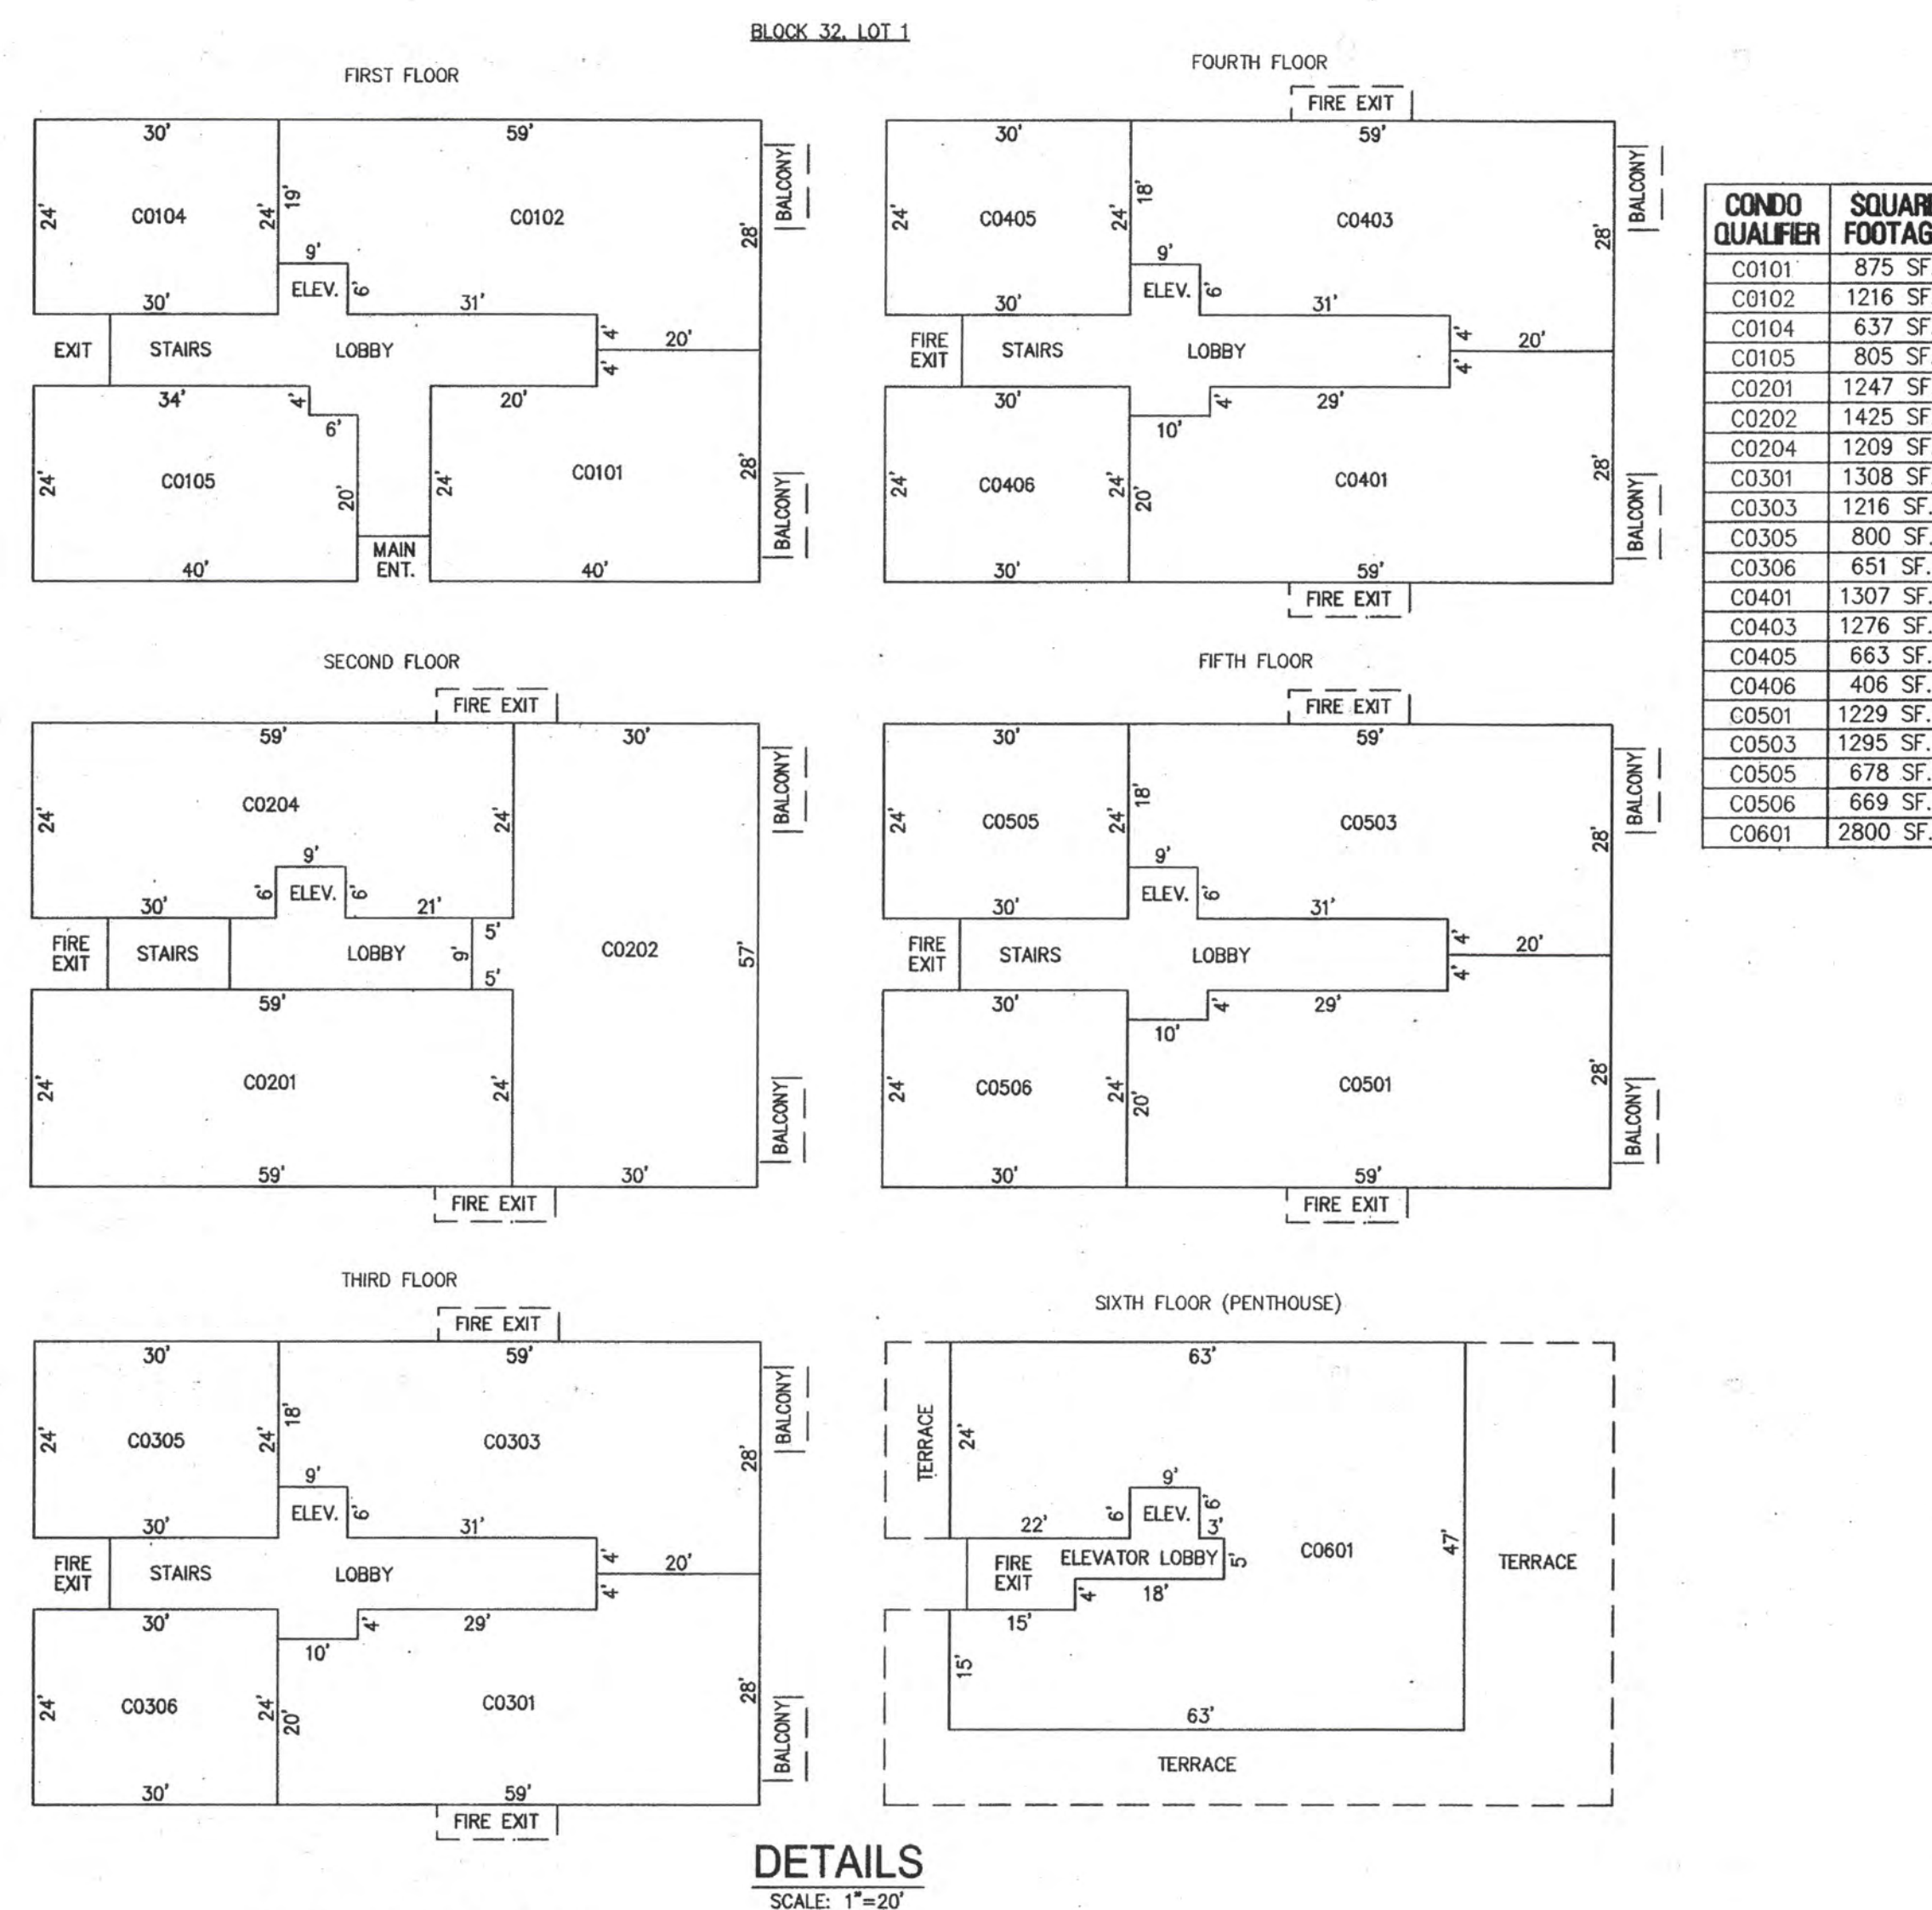 BLOCK 32, LOT 1
FIRST FLOOR
30'
59'
24'
C0104
24'
19'
C0102
28'
BALCONY
9'
ELEV.
6'
30'
31'
EXIT
STAIRS
LOBBY
4'
4'
20'
34'
4'
6'
20'
24'
C0105
20'
24'
C0101
28'
BALCONY
MAIN
ENT.
40'
40'
SECOND FLOOR
FIRE EXIT
59'
30'
24'
C0204
24'
BALCONY
9'
6'
ELEV.
6'
30'
21'
FIRE
EXIT
STAIRS
LOBBY
9'
5'
5'
C0202
57'
59'
24'
C0201
24'
BALCONY
59'
30'
FIRE EXIT
THIRD FLOOR
FIRE EXIT
30'
59'
24'
C0305
24'
18'
C0303
28'
BALCONY
9'
ELEV.
6'
30'
31'
FIRE
EXIT
STAIRS
LOBBY
4'
4'
20'
30'
4'
29'
10'
24'
C0306
24'
20'
C0301
28'
BALCONY
30'
59'
FIRE EXIT
FOURTH FLOOR
FIRE EXIT
30'
59'
24'
C0405
24'
18'
C0403
28'
BALCONY
9'
ELEV.
6'
30'
31'
FIRE
EXIT
STAIRS
LOBBY
4'
4'
20'
30'
4'
29'
10'
24'
C0406
24'
20'
C0401
28'
BALCONY
30'
59'
FIRE EXIT
FIFTH FLOOR
FIRE EXIT
30'
59'
24'
C0505
24'
18'
C0503
28'
BALCONY
9'
ELEV.
6'
30'
31'
FIRE
EXIT
STAIRS
LOBBY
4'
4'
20'
30'
4'
29'
10'
24'
C0506
24'
20'
C0501
28'
BALCONY
30'
59'
FIRE EXIT
SIXTH FLOOR (PENTHOUSE)
63'
TERRACE
24'
9'
6'
ELEV.
6'
22'
3'
FIRE
EXIT
ELEVATOR LOBBY
5'
C0601
47'
TERRACE
4'
18'
15'
15'
63'
TERRACE
CONDO SQUAR
QUALIFIER FOOTAG
C0101 875 SF
C0102 1216 SF
C0104 637 SF
C0105 805 SF
C0201 1247 SF
C0202 1425 SF
C0204 1209 SF
C0301 1308 SF
C0303 1216 SF.
C0305 800 SF.
C0306 651 SF.
C0401 1307 SF.
C0403 1276 SF.
C0405 663 SF.
C0406 406 SF.
C0501 1229 SF.
C0503 1295 SF.
C0505 678 SF.
C0506 669 SF.
C0601 2800 SF.
DETAILS
SCALE: 1"=20'